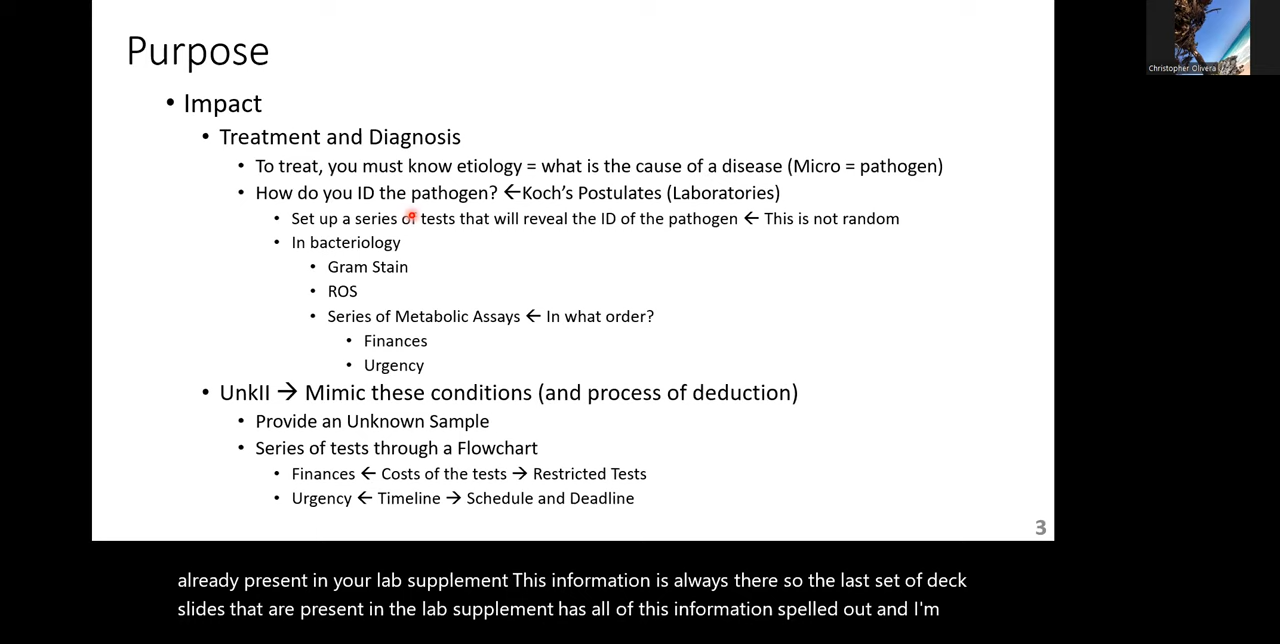 Purpose
• Impact
• Treatment and Diagnosis
• To treat, you must know etiology = what is the cause of a disease (Micro = pathogen)
• How do you ID the pathogen? ←Koch's Postulates (Laboratories)
• Set up a series of tests that will reveal the ID of the pathogen ← This is not random
• In bacteriology
• Gram Stain
• ROS
• Series of Metabolic Assays ← In what order?
• Finances
• Urgency
• UnkII → Mimic these conditions (and process of deduction)
• Provide an Unknown Sample
• Series of tests through a Flowchart
• Finances ← Costs of the tests → Restricted Tests
• Urgency ← Timeline → Schedule and Deadline
3
Christopher Olivera
already present in your lab supplement This information is always there so the last set of deck
slides that are present in the lab supplement has all of this information spelled out and I'm